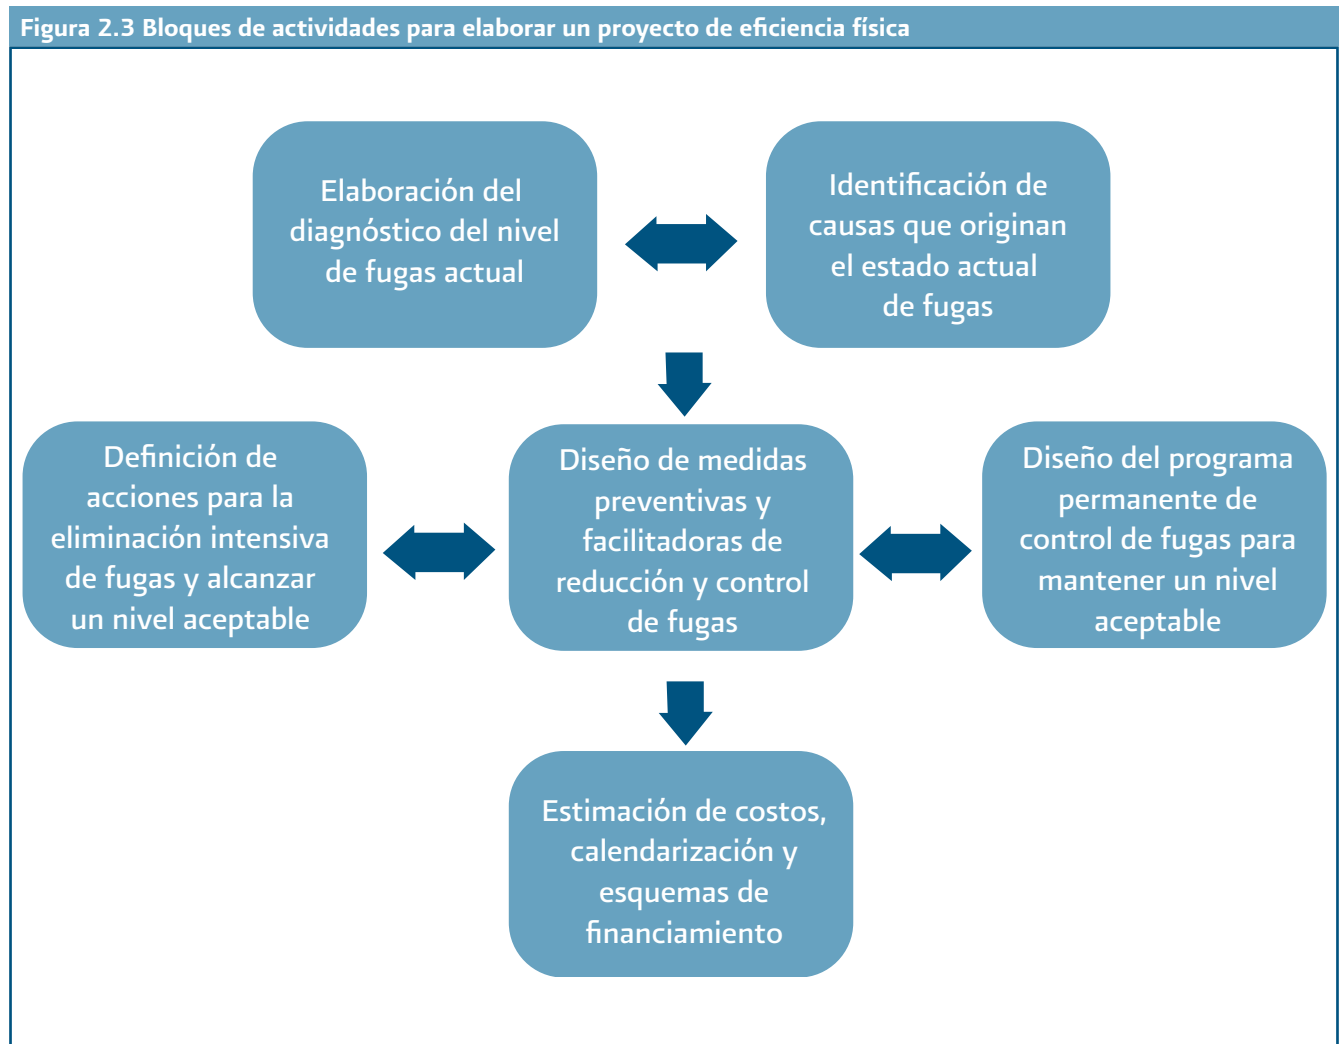 Figura 2.3 Bloques de actividades para elaborar un proyecto de eficiencia física
Elaboración del
diagnóstico del nivel
de fugas actual
Identificación de
causas que originan
el estado actual
de fugas
Definición de
acciones para la
eliminación intensiva
de fugas y alcanzar
un nivel aceptable
Diseño de medidas
preventivas y
facilitadoras de
reducción y control
de fugas
Diseño del programa
permanente de
control de fugas para
mantener un nivel
aceptable
Estimación de costos,
calendarización y
esquemas de
financiamiento